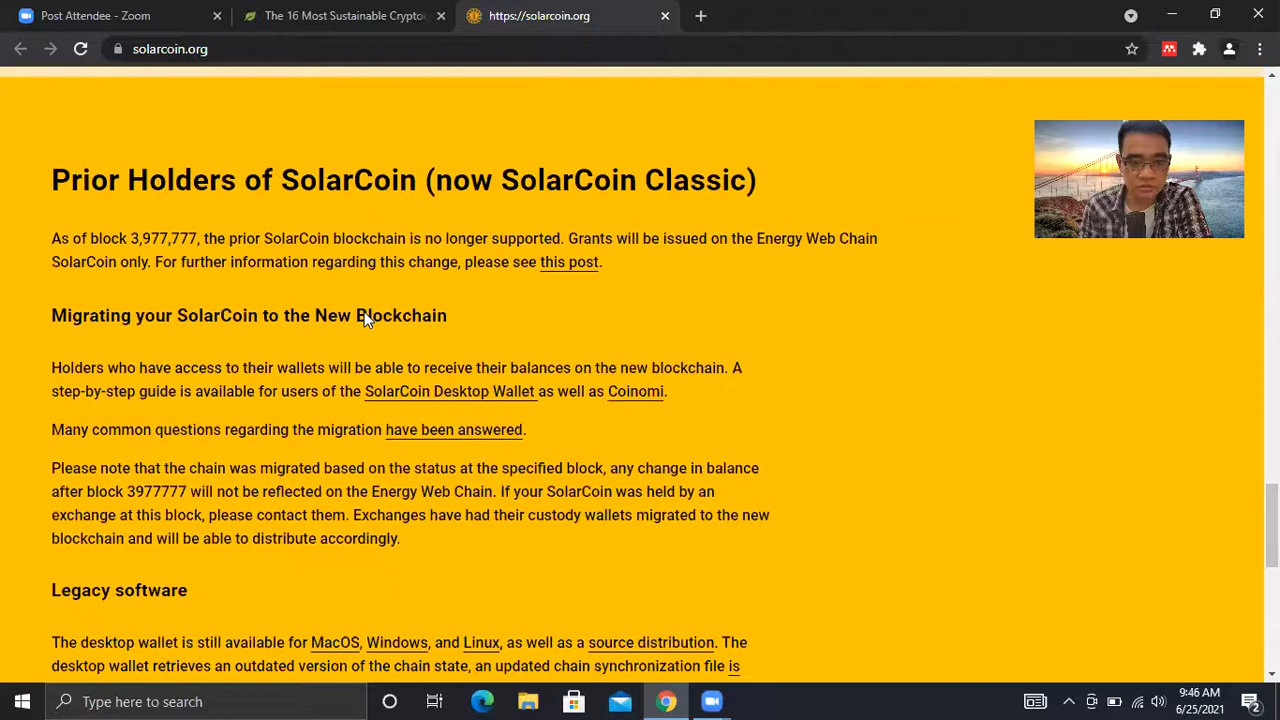 Post Attendee - Zoom
The 16 Most Sustainable Crypto
https://solarcoin.org
solarcoin.org
Prior Holders of SolarCoin (now SolarCoin Classic)
As of block 3,977,777, the prior SolarCoin blockchain is no longer supported. Grants will be issued on the Energy Web Chain
SolarCoin only. For further information regarding this change, please see this post.
Migrating your SolarCoin to the New Blockchain
Holders who have access to their wallets will be able to receive their balances on the new blockchain. A
step-by-step guide is available for users of the SolarCoin Desktop Wallet as well as Coinomi.
Many common questions regarding the migration have been answered.
Please note that the chain was migrated based on the status at the specified block, any change in balance
after block 3977777 will not be reflected on the Energy Web Chain. If your SolarCoin was held by an
exchange at this block, please contact them. Exchanges have had their custody wallets migrated to the new
blockchain and will be able to distribute accordingly.
Legacy software
The desktop wallet is still available for MacOS, Windows, and Linux, as well as a source distribution. The
desktop wallet retrieves an outdated version of the chain state, an updated chain synchronization file is
Type here to search
9:46 AM
6/25/2021
2